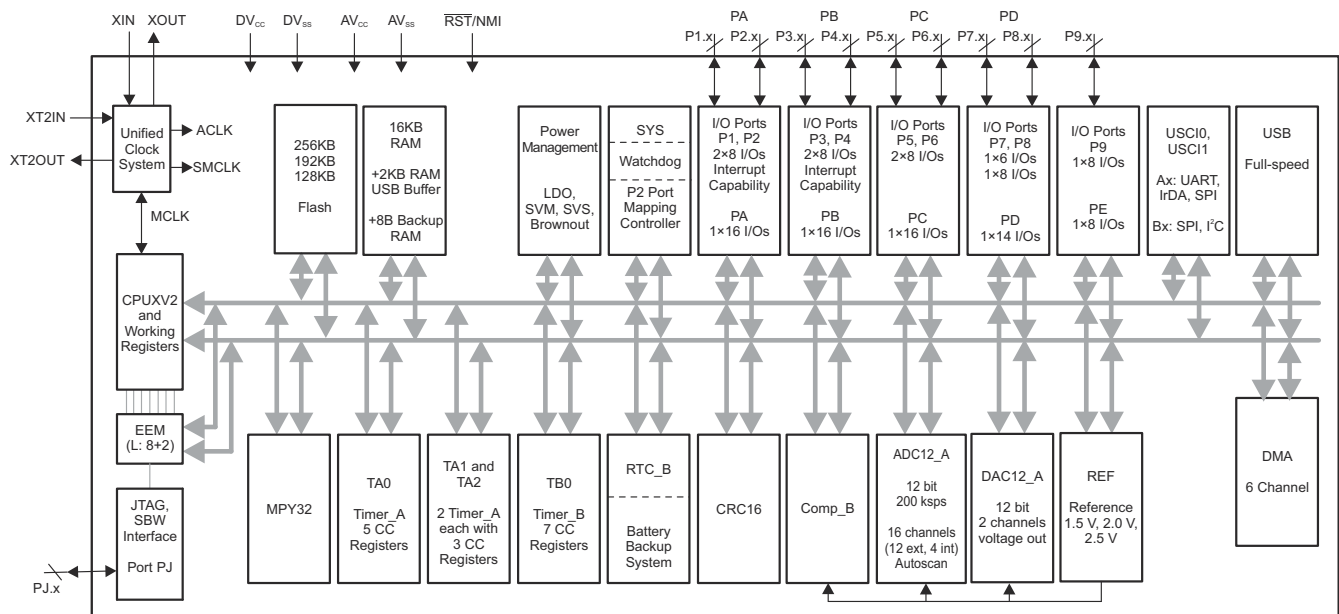 XIN XOUT DVCC DVSS AVCC AVSS RST/NMI
PA PB PC PD
P1.x P2.x P3.x P4.x P5.x P6.x P7.x P8.x P9.x
XT2IN
XT2OUT
Unified
Clock
System
ACLK
SMCLK
MCLK
256KB
192KB
128KB
Flash
16KB
RAM
+2KB RAM
USB Buffer
+8B Backup
RAM
Power
Management
LDO,
SVM, SVS,
Brownout
SYS
Watchdog
P2 Port
Mapping
Controller
I/O Ports
P1, P2
2×8 I/Os
Interrupt
Capability
PA
1×16 I/Os
I/O Ports
P3, P4
2×8 I/Os
Interrupt
Capability
PB
1×16 I/Os
I/O Ports
P5, P6
2×8 I/Os
PC
1×16 I/Os
I/O Ports
P7, P8
1×6 I/Os
1×8 I/Os
PD
1×14 I/Os
I/O Ports
P9
1×8 I/Os
PE
1×8 I/Os
USCI0,
USCI1
Ax: UART,
IrDA, SPI
Bx: SPI, I²C
USB
Full-speed
CPUXV2
and
Working
Registers
EEM
(L: 8+2)
JTAG,
SBW
Interface
Port PJ
PJ.x
MPY32
TA0
Timer_A
5 CC
Registers
TA1 and
TA2
2 Timer_A
each with
3 CC
Registers
TB0
Timer_B
7 CC
Registers
RTC_B
Battery
Backup
System
CRC16
Comp_B
ADC12_A
12 bit
200 ksps
16 channels
(12 ext, 4 int)
Autoscan
DAC12_A
12 bit
2 channels
voltage out
REF
Reference
1.5 V, 2.0 V,
2.5 V
DMA
6 Channel